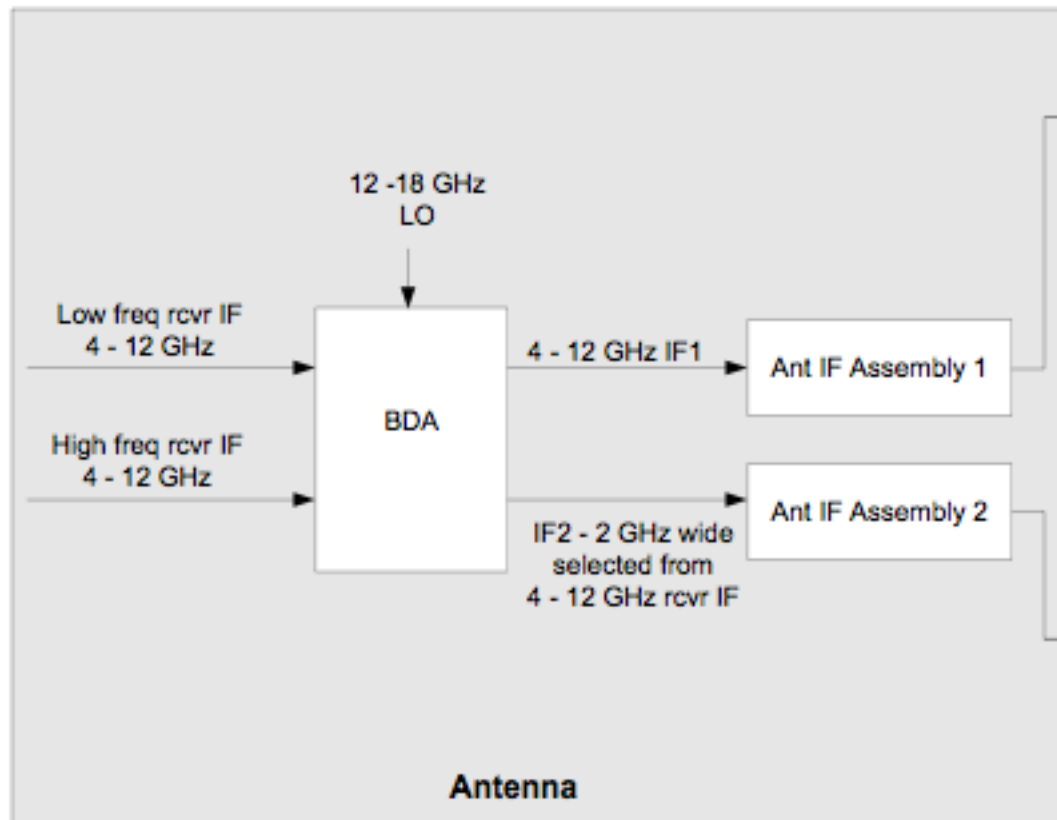 12 -18 GHz
LO
Low freq rcvr IF
4 - 12 GHz
4 - 12 GHz IF1
Ant IF Assembly 1
BDA
High freq rcvr IF
4 - 12 GHz
Ant IF Assembly 2
IF2 - 2 GHz wide
selected from
4 - 12 GHz rcvr IF
Antenna